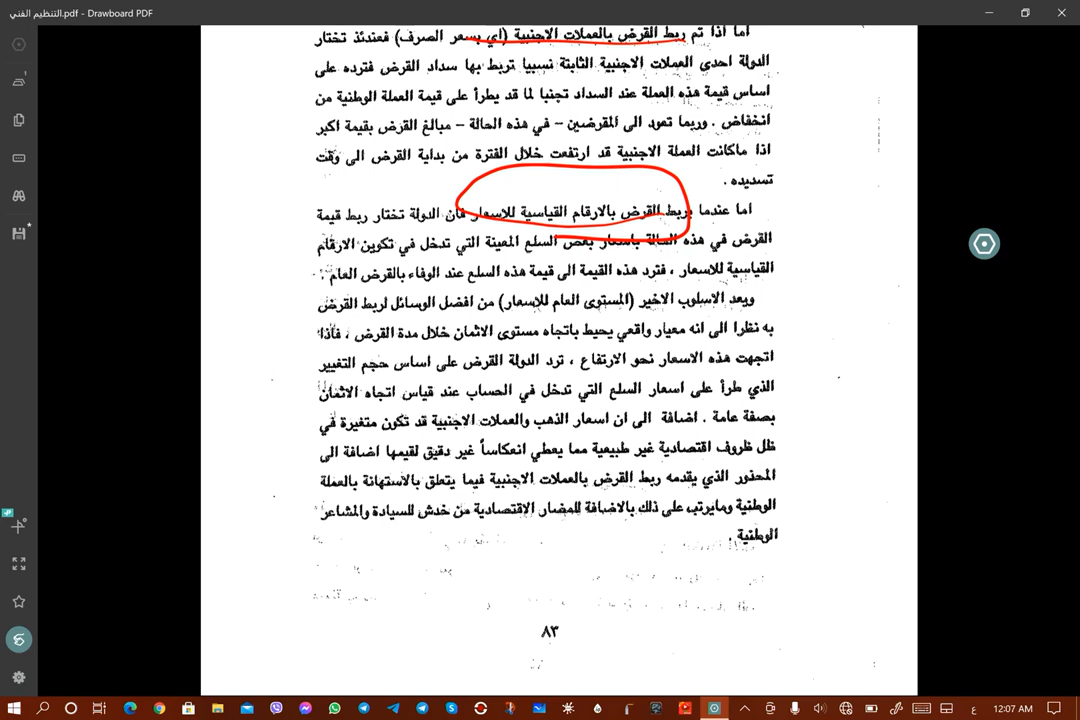 التنظيم الفني.pdf - Drawboard PDF
اما اذا تم ربط القرض بالعملات الاجنبية (اي بسعر الصرف) فعندئذ تختار
الدولة احدي العملات الاجنبية الثابتة نسبيا تربط بها سداد القرض فترده على
اساس قيمة هذه العملة عند السداد تجنبا لما قد يطرأ على قيمة العملة الوطنية من
انخفاض . وربما تعود الى المقرضين – في هذه الحالة – مبالغ القرض بقيمة اكبر
اذا ماكانت العملة الاجنبية قد ارتفعت خلال الفترة من بداية القرض الى وقت
تسديده .
اما عندما يربط القرض بالارقام القياسية للاسعار فان الدولة تختار ربط قيمة
القرض في هذه الحالة باسعار بعض السلع المعينة التي تدخل في تكوين الارقام
القياسية للاسعار ، فترد هذه القيمة الى قيمة هذه السلع عند الوفاء بالقرض العام .
ويعد الاسلوب الاخير (المستوى العام للاسعار) من افضل الوسائل لربط القرض
به نظرا الى انه معيار واقعي يحيط باتجاه مستوى الاثمان خلال مدة القرض ، فاذا
اتجهت هذه الاسعار نحو الارتفاع ، ترد الدولة القرض على اساس حجم التغيير
الذي طرأ على اسعار السلع التي تدخل في الحساب عند قياس اتجاه الاثمان
بصفة عامة . اضافة الى ان اسعار الذهب والعملات الاجنبية قد تكون متغيرة في
ظل ظروف اقتصادية غير طبيعية مما يعطي انعكاساً غير دقيق لقيمها اضافة الى
المحذور الذي يقدمه ربط القرض بالعملات الاجنبية فيما يتعلق بالاستهانة بالعملة
الوطنية ومايرتب على ذلك بالاضافة للمضار الاقتصادية من خدش للسيادة والمشاعر
الوطنية .
٨٣
ع 12:07 AM